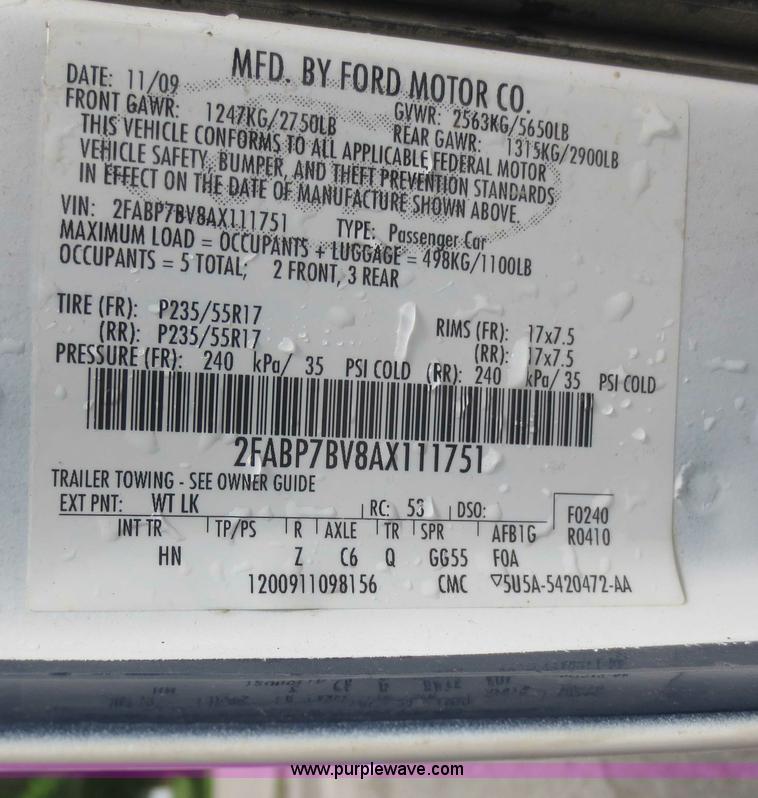 MFD. BY FORD MOTOR CO.
DATE: 11/09 GVWR: 2563KG/5650LB
FRONT GAWR: 1247KG/2750LB REAR GAWR: 1315KG/2900LB
THIS VEHICLE CONFORMS TO ALL APPLICABLE FEDERAL MOTOR
VEHICLE SAFETY, BUMPER, AND THEFT PREVENTION STANDARDS
IN EFFECT ON THE DATE OF MANUFACTURE SHOWN ABOVE.
VIN: 2FABP7BV8AX111751 TYPE: Passenger Car
MAXIMUM LOAD = OCCUPANTS + LUGGAGE = 498KG/1100LB
OCCUPANTS = 5 TOTAL; 2 FRONT, 3 REAR
TIRE (FR): P235/55R17 RIMS (FR): 17x7.5
(RR): P235/55R17 (RR): 17x7.5
PRESSURE (FR): 240 kPa/ 35 PSI COLD (RR): 240 kPa/ 35 PSI COLD
2FABP7BV8AX111751
TRAILER TOWING - SEE OWNER GUIDE
EXT PNT: WT LK RC: 53 DSO: F0240
INT TR TP/PS R AXLE TR SPR AFB1G R0410
HN Z C6 Q GG55 F0A
1200911098156 CMC ▽5U5A-5420472-AA
www.purplewave.com